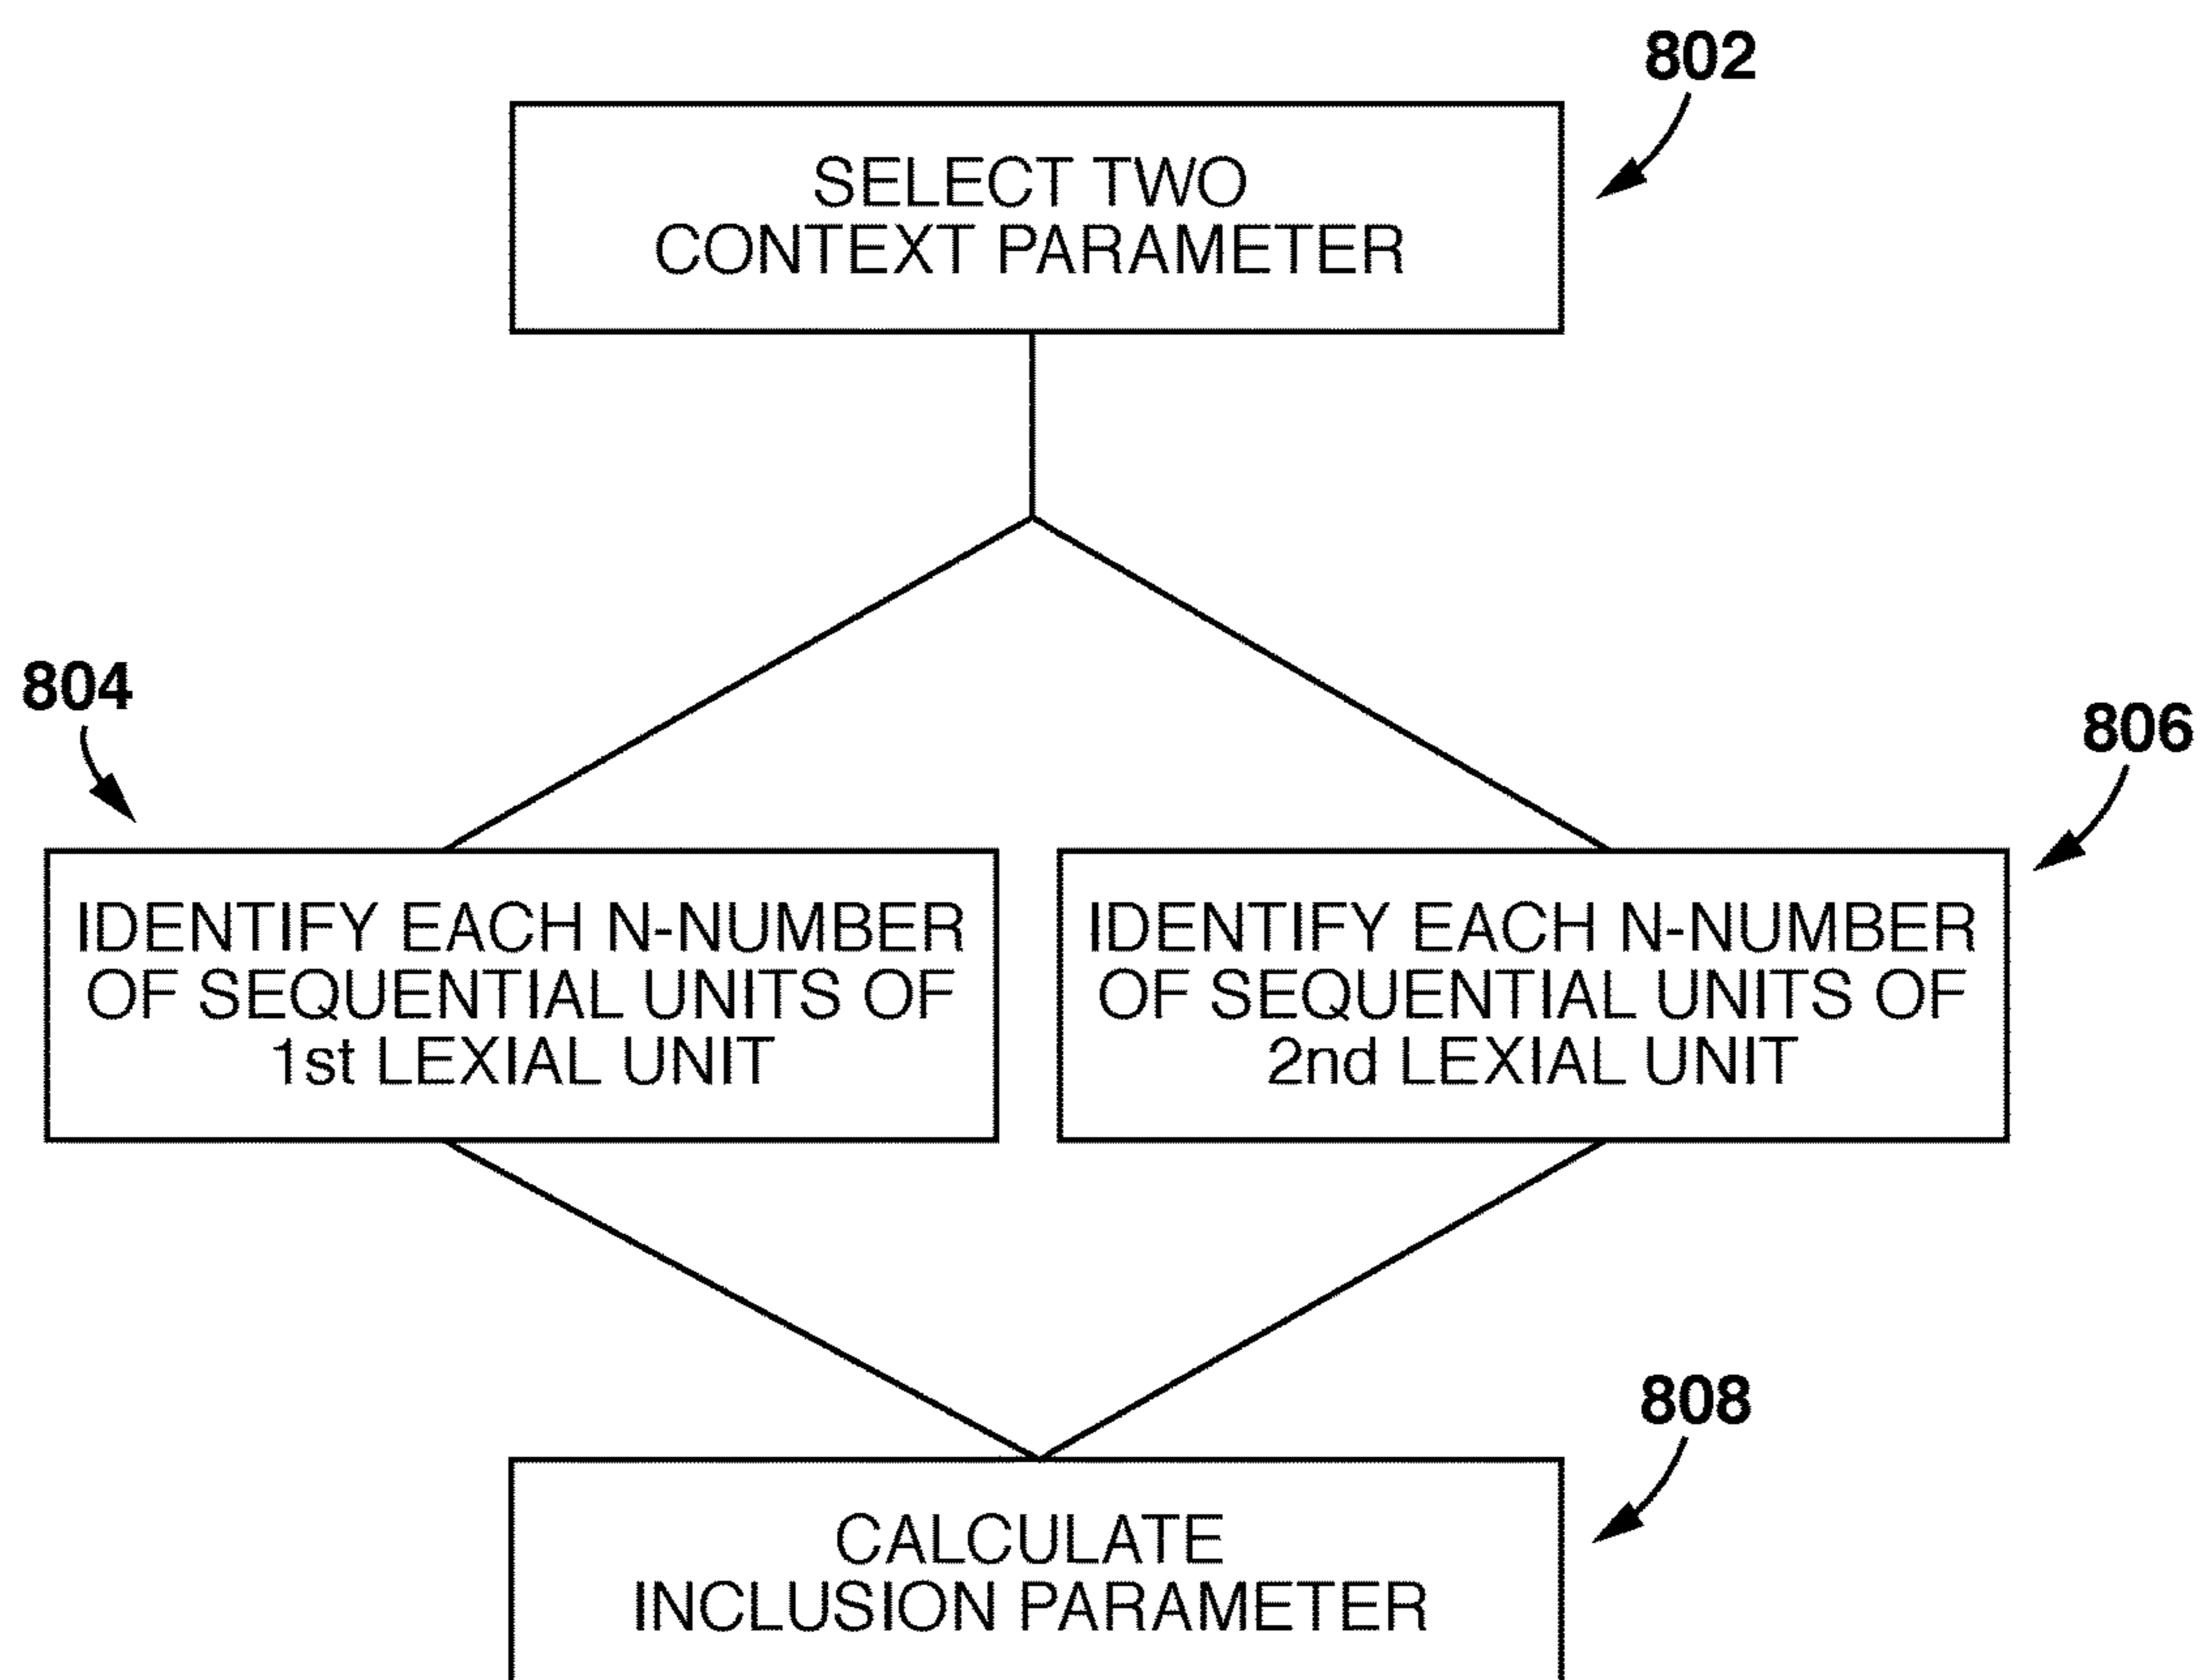 802
SELECT TWO
CONTEXT PARAMETER
804
806
IDENTIFY EACH N-NUMBER
OF SEQUENTIAL UNITS OF
1st LEXIAL UNIT
IDENTIFY EACH N-NUMBER
OF SEQUENTIAL UNITS OF
2nd LEXIAL UNIT
808
CALCULATE
INCLUSION PARAMETER